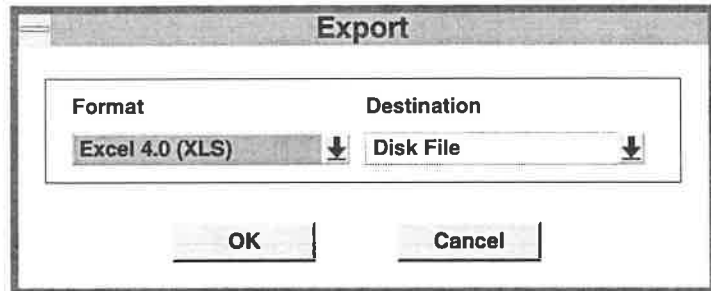 Export
Format Destination
Excel 4.0 (XLS) Disk File
OK Cancel